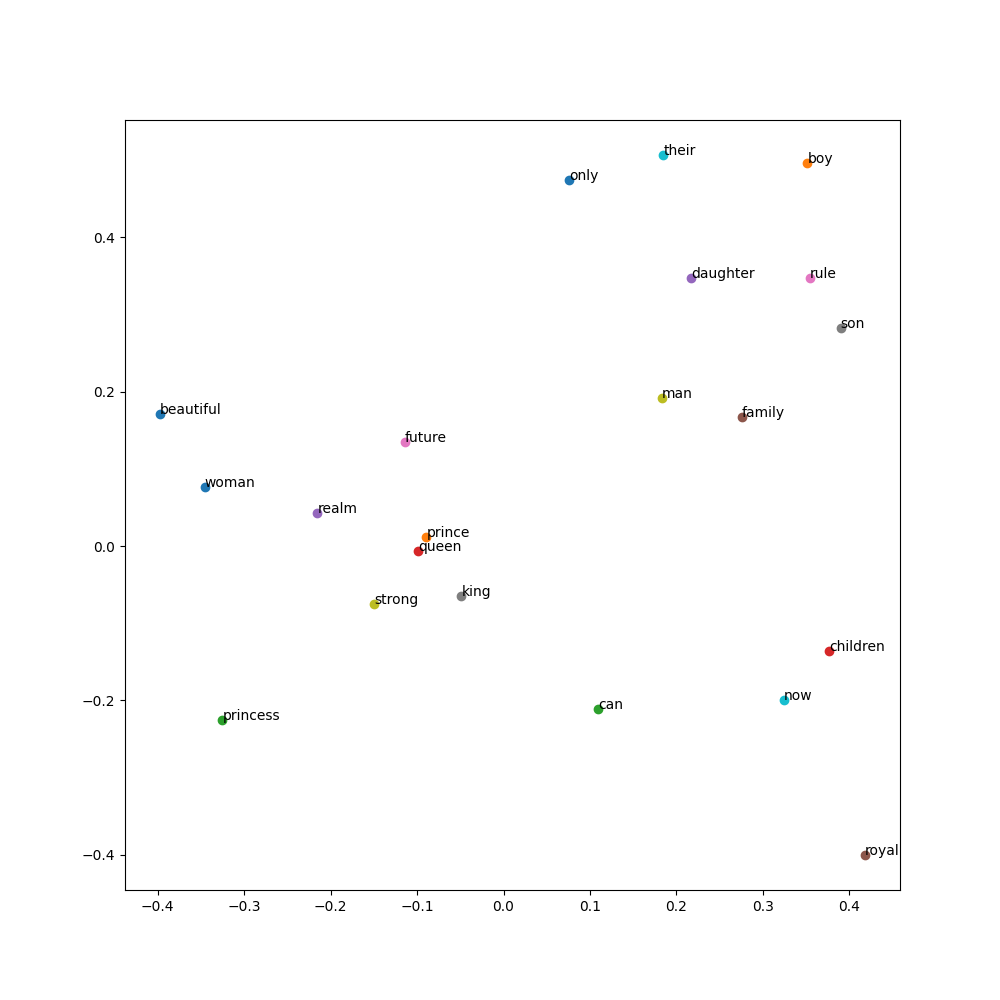 their
boy
only
0.4
daughter
rule
son
0.2
man
beautiful
family
future
woman
realm
prince
0.0
queen
king
strong
children
now
−0.2
can
princess
royal
−0.4
−0.4 −0.3 −0.2 −0.1 0.0 0.1 0.2 0.3 0.4